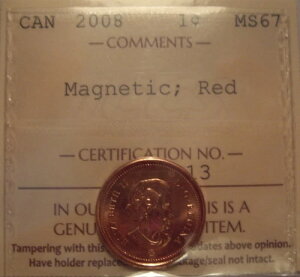 CAN 2008 1¢ MS67
— COMMENTS —
Magnetic; Red
— CERTIFICATION NO. —
13
IN OU IS IS A
GENU ITEM.
Tampering with this dates above opinion.
Have holder replac kage/seal not intact.